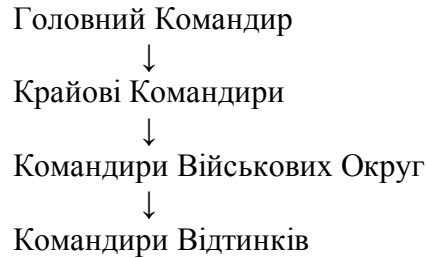 Головний Командир
↓
Крайові Командири
↓
Командири Військових Округ
↓
Командири Відтинків